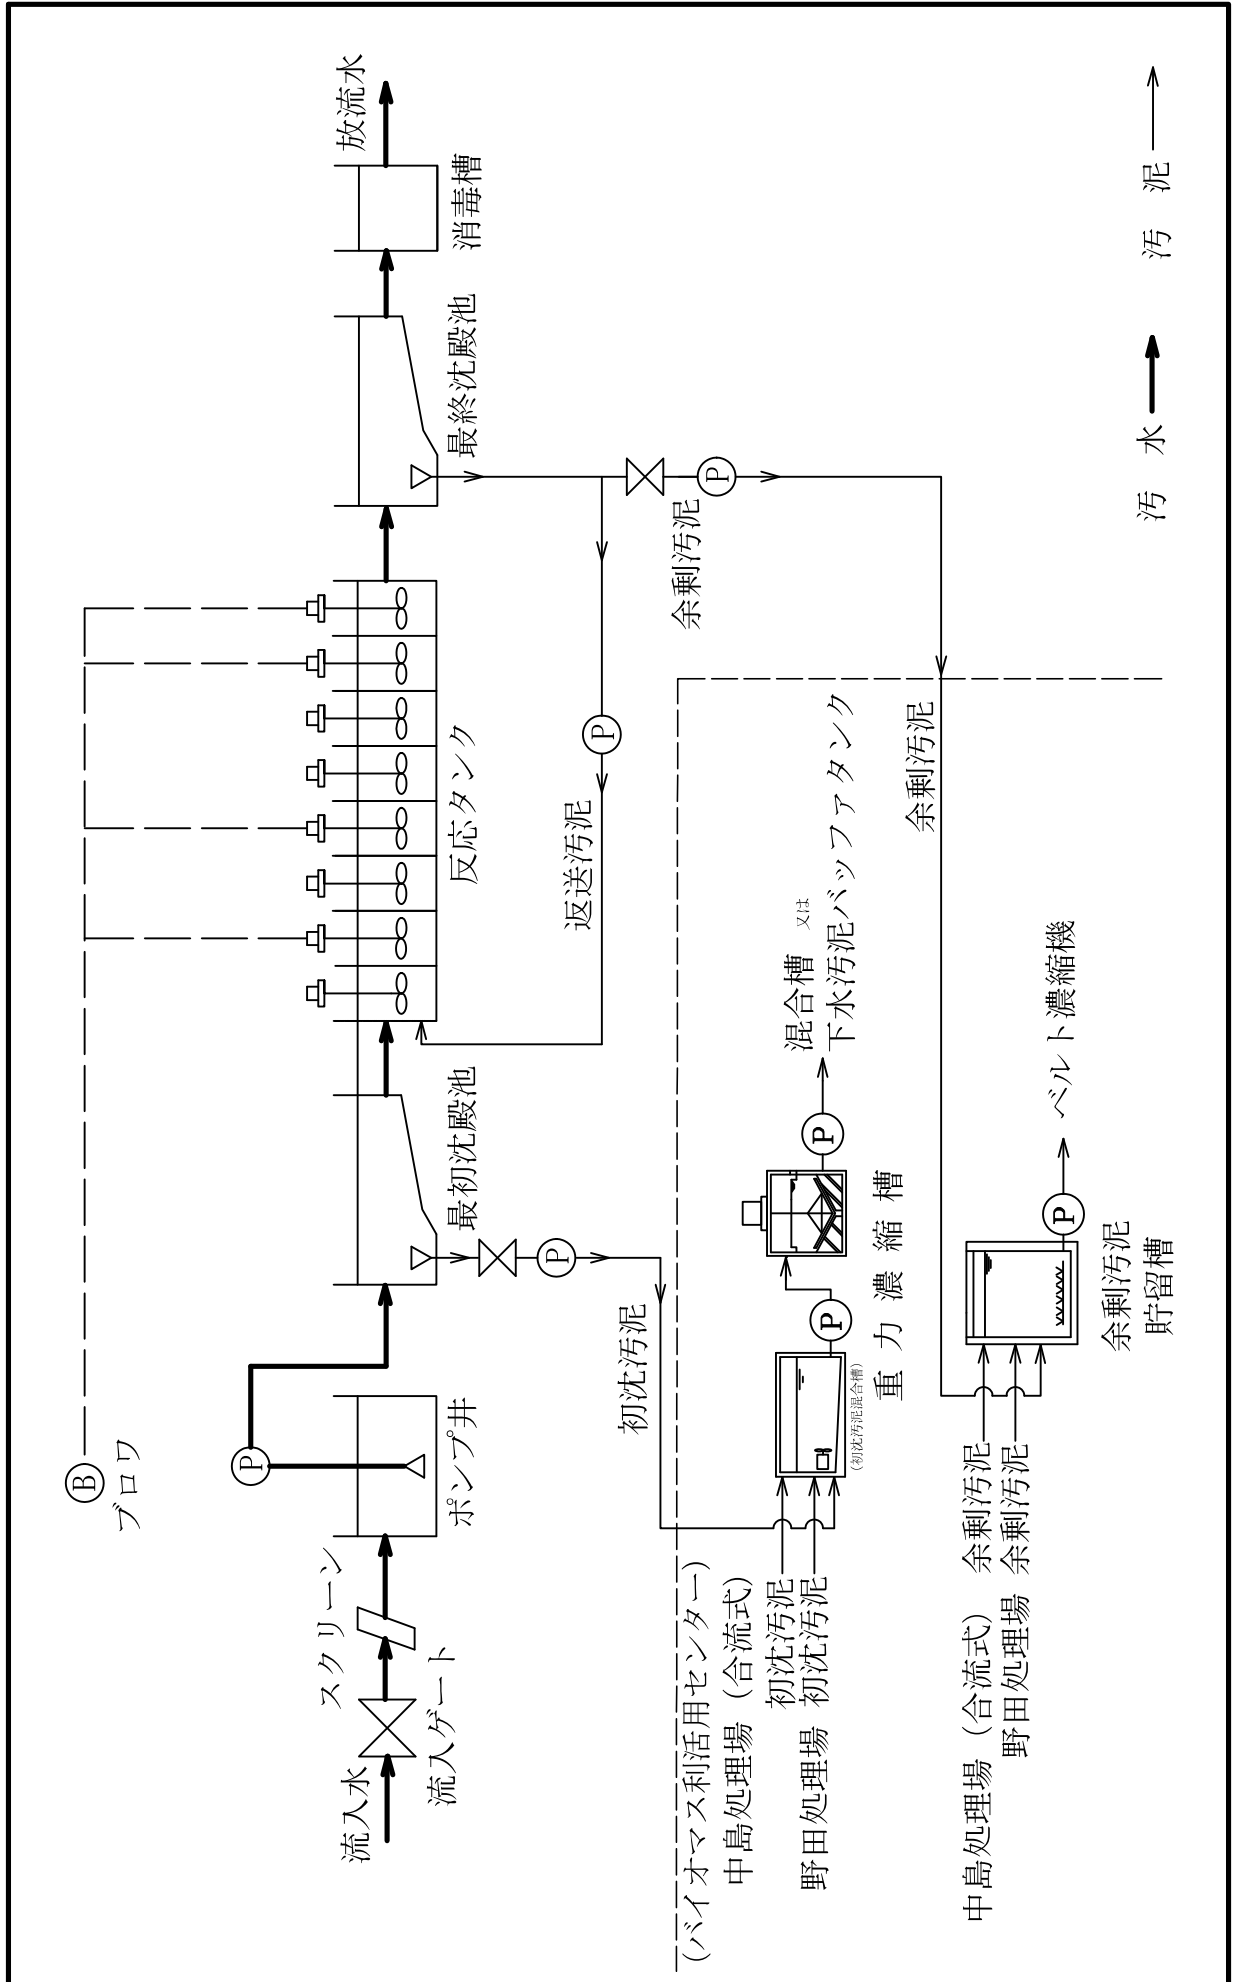 Ⓑ
ブロワ
流入水
流入ゲート
スクリーン
P
ポンプ井
最初沈殿池
反応タンク
最終沈殿池
消毒槽
放流水
P
初沈汚泥
P
返送汚泥
P
余剰汚泥
(バイオマス利活用センター)
中島処理場 (合流式)
初沈汚泥
野田処理場 初沈汚泥
(初沈汚泥混合槽)
P
P
重力濃縮槽
混合槽 又は
下水汚泥バッファタンク
余剰汚泥
中島処理場 (合流式) 余剰汚泥
野田処理場 余剰汚泥
P
余剰汚泥
貯留槽
ベルト濃縮機
汚 水
汚 泥